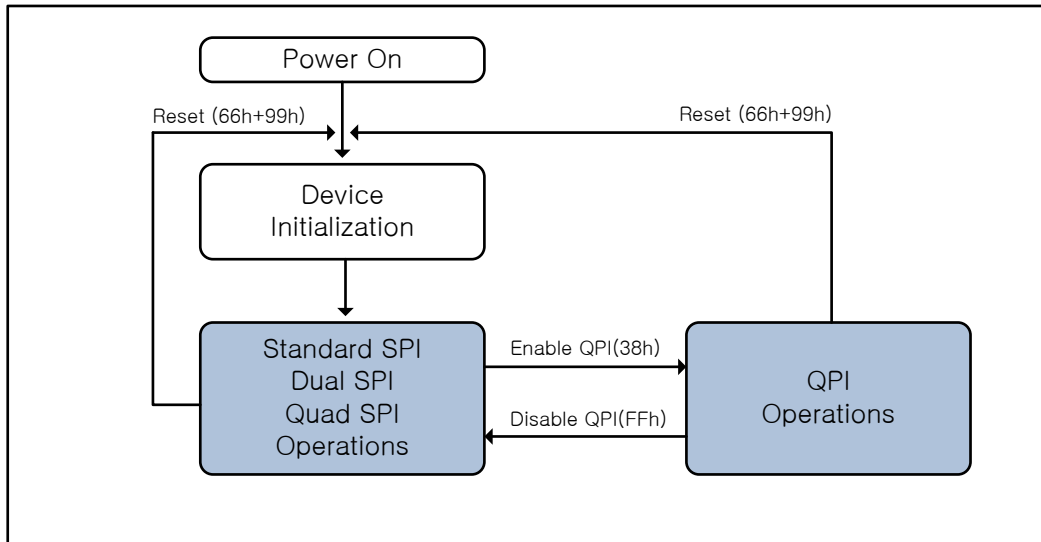 Power On
Reset (66h+99h)
Reset (66h+99h)
Device
Initialization
Standard SPI
Dual SPI
Quad SPI
Operations
Enable QPI(38h)
Disable QPI(FFh)
QPI
Operations